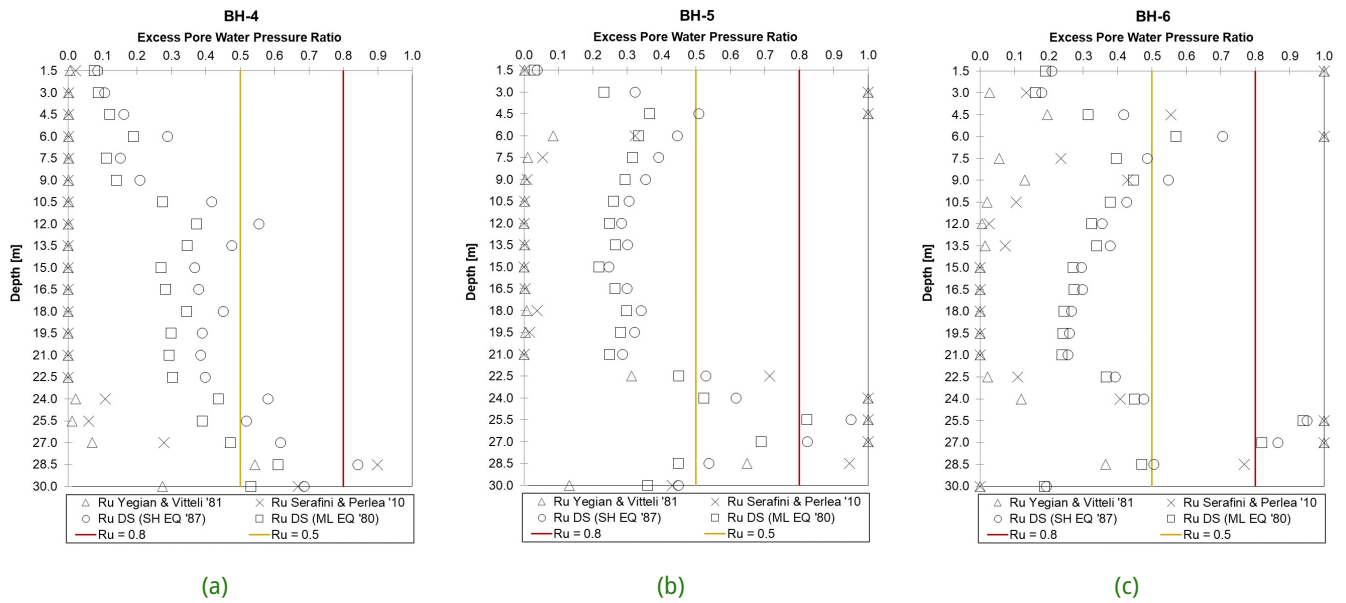 BH-4
Excess Pore Water Pressure Ratio
0.0 0.1 0.2 0.3 0.4 0.5 0.6 0.7 0.8 0.9 1.0
Depth [m]
1.5
3.0
4.5
6.0
7.5
9.0
10.5
12.0
13.5
15.0
16.5
18.0
19.5
21.0
22.5
24.0
25.5
27.0
28.5
30.0
Ru Yegian & Vitteli '81 Ru Serafini & Perlea '10
Ru DS (SH EQ '87) Ru DS (ML EQ '80)
Ru = 0.8 Ru = 0.5
(a)
BH-5
Excess Pore Water Pressure Ratio
0.0 0.1 0.2 0.3 0.4 0.5 0.6 0.7 0.8 0.9 1.0
Depth [m]
1.5
3.0
4.5
6.0
7.5
9.0
10.5
12.0
13.5
15.0
16.5
18.0
19.5
21.0
22.5
24.0
25.5
27.0
28.5
30.0
Ru Yegian & Vitteli '81 Ru Serafini & Perlea '10
Ru DS (SH EQ '87) Ru DS (ML EQ '80)
Ru = 0.8 Ru = 0.5
(b)
BH-6
Excess Pore Water Pressure Ratio
0.0 0.1 0.2 0.3 0.4 0.5 0.6 0.7 0.8 0.9 1.0
Depth [m]
1.5
3.0
4.5
6.0
7.5
9.0
10.5
12.0
13.5
15.0
16.5
18.0
19.5
21.0
22.5
24.0
25.5
27.0
28.5
30.0
Ru Yegian & Vitteli '81 Ru Serafini & Perlea '10
Ru DS (SH EQ '87) Ru DS (ML EQ '80)
Ru = 0.8 Ru = 0.5
(c)